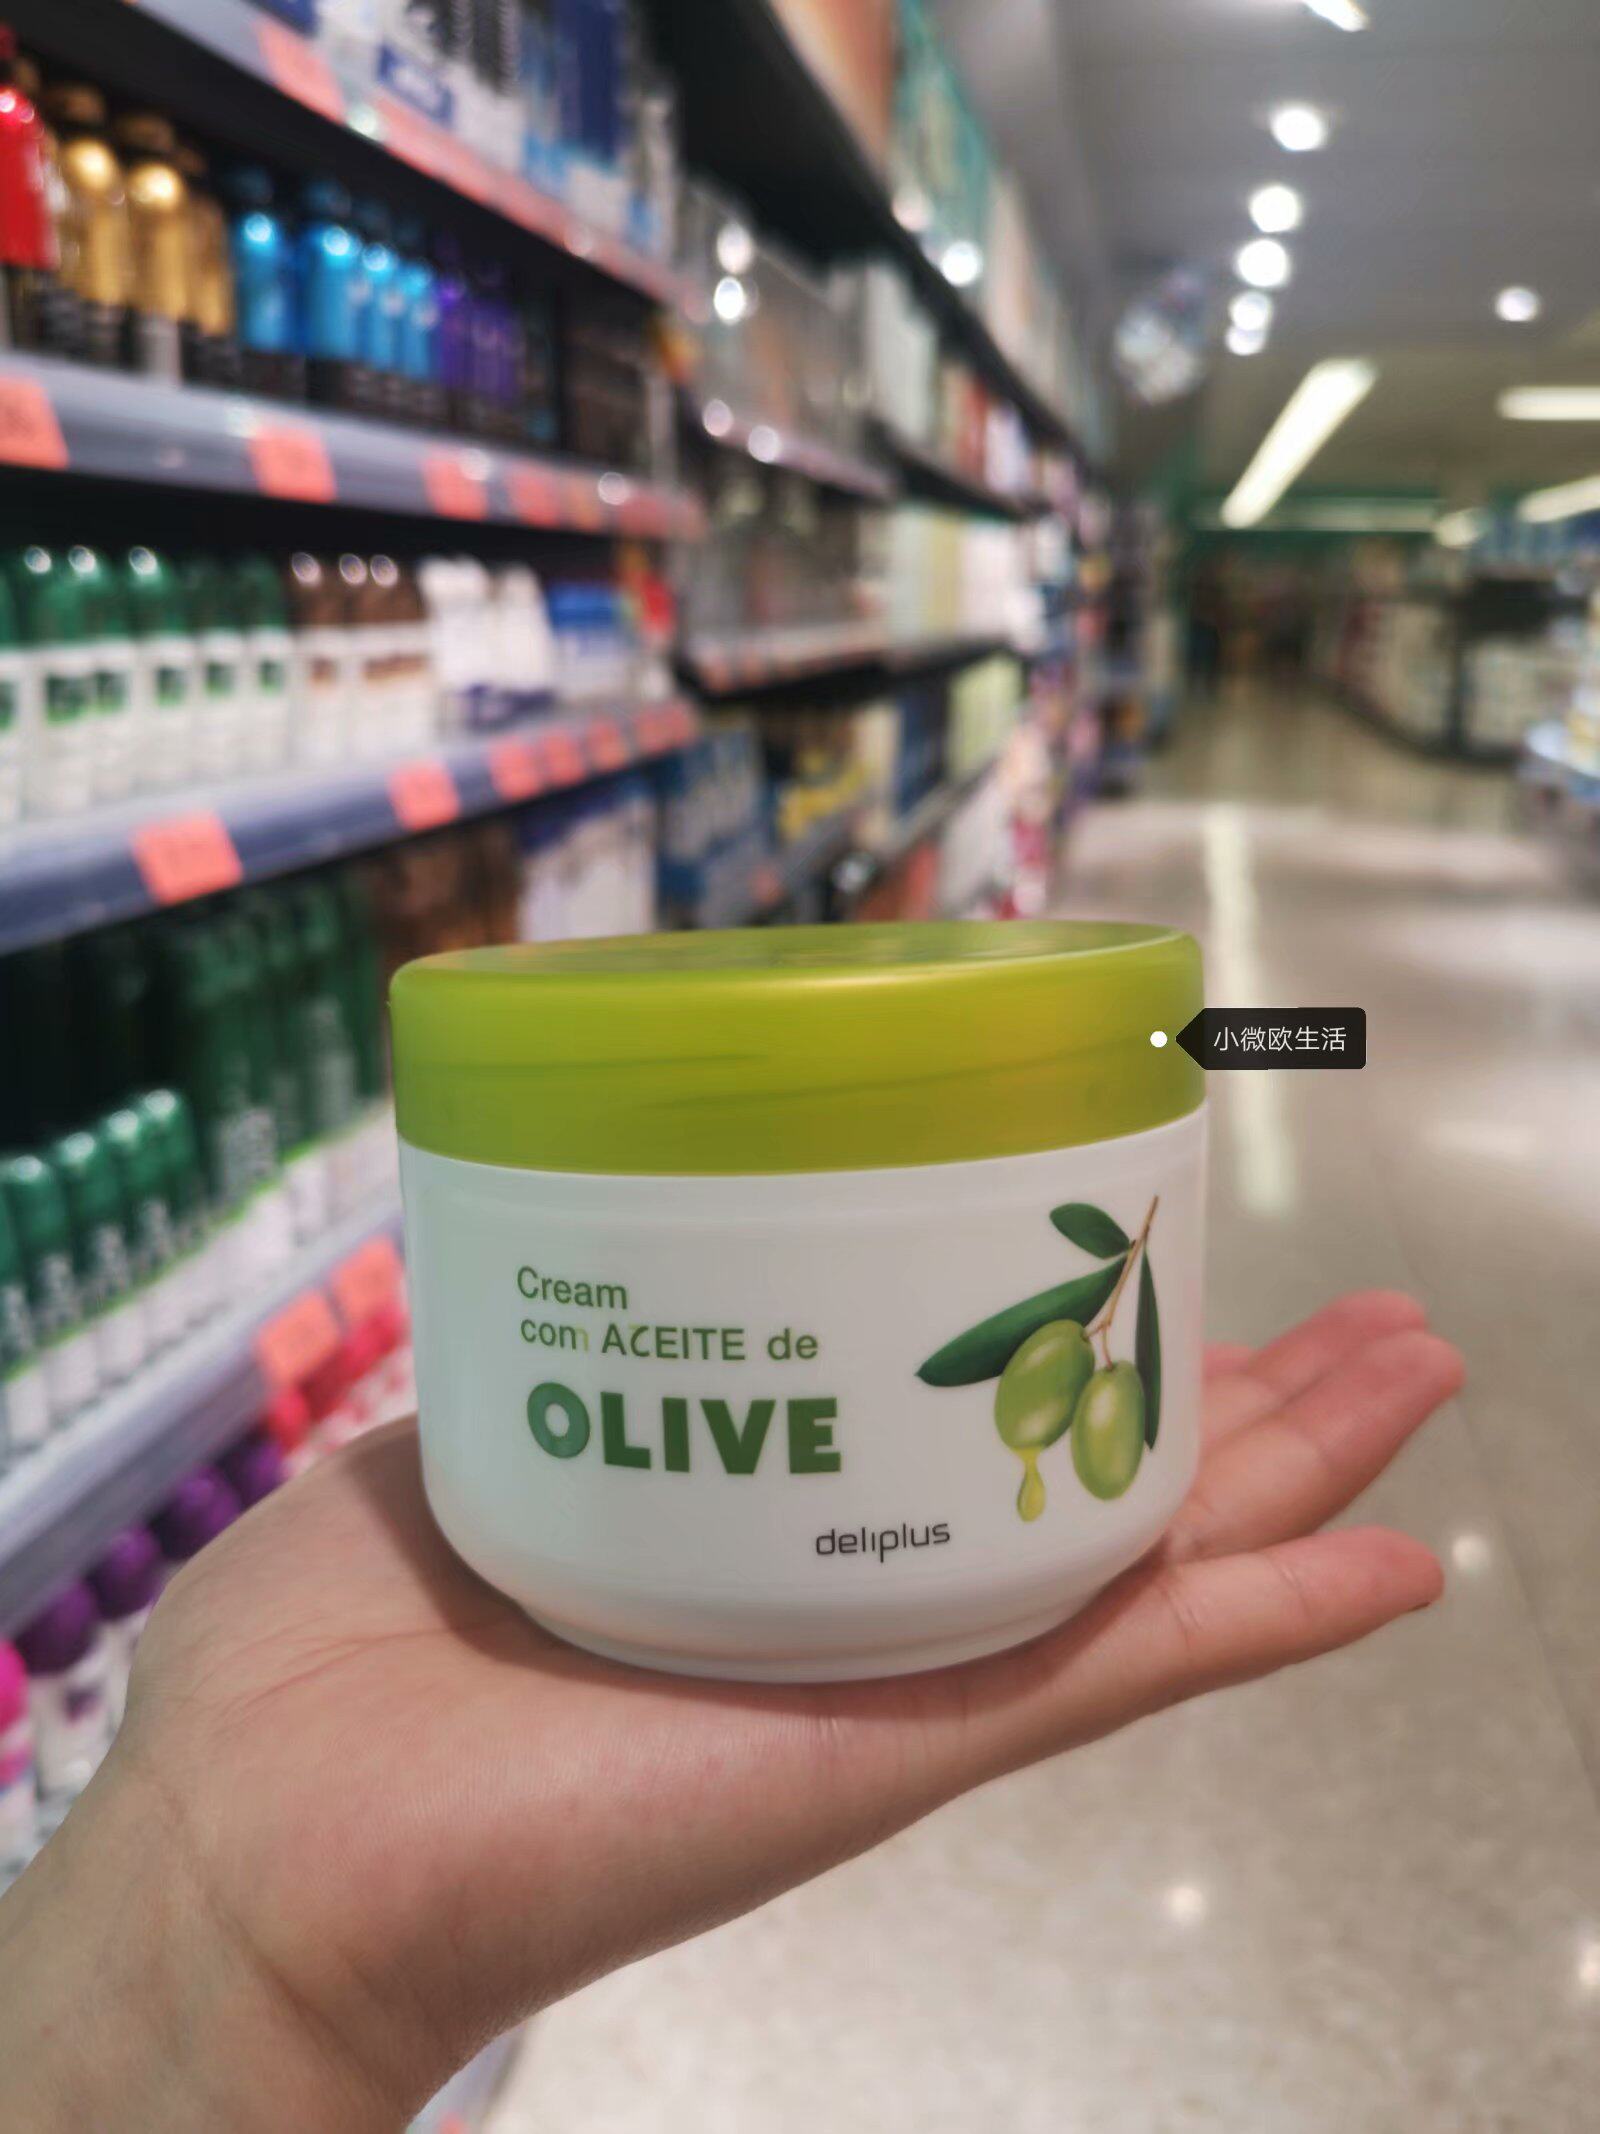 小微欧生活
Cream
com ACEITE de
OLIVE
deliplus